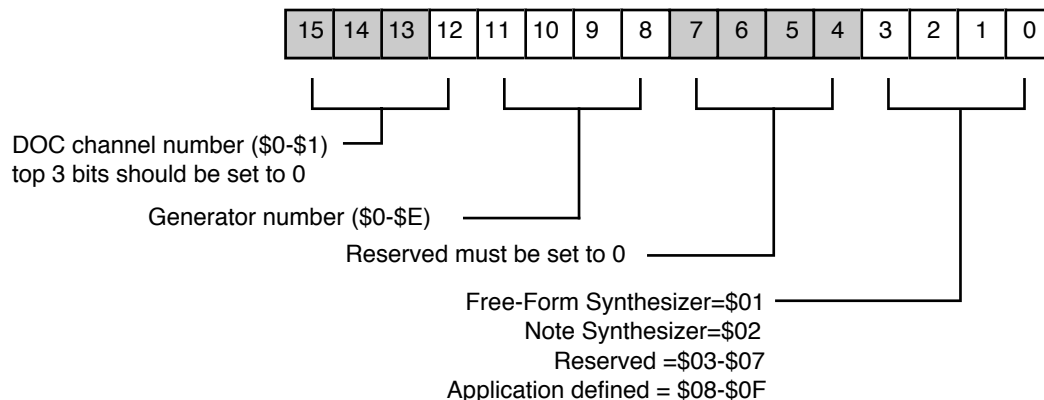 15 14 13 12 11 10 9 8 7 6 5 4 3 2 1 0
DOC channel number ($0-$1)
top 3 bits should be set to 0
Generator number ($0-$E)
Reserved must be set to 0
Free-Form Synthesizer=$01
Note Synthesizer=$02
Reserved =$03-$07
Application defined = $08-$0F